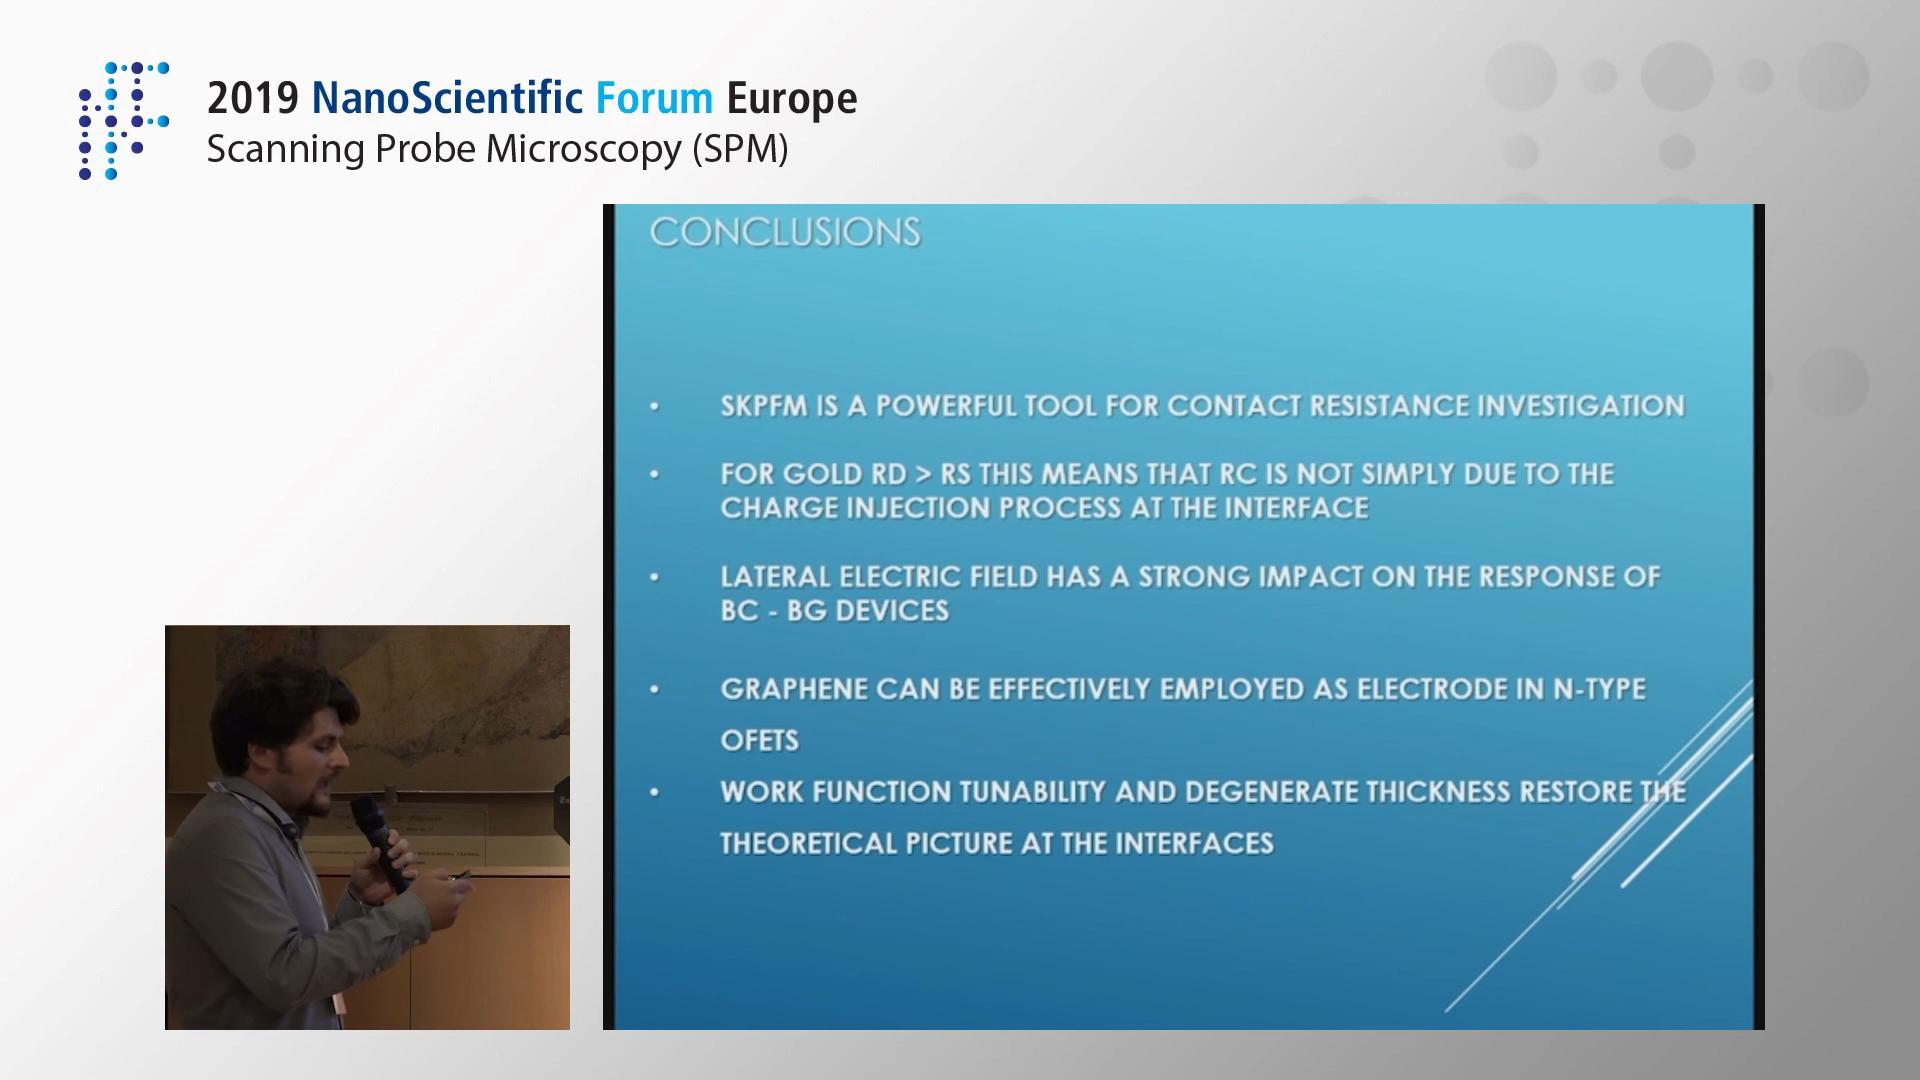 2019 NanoScientific Forum Europe
Scanning Probe Microscopy (SPM)
CONCLUSIONS
• SKPFM IS A POWERFUL TOOL FOR CONTACT RESISTANCE INVESTIGATION
• FOR GOLD RD > RS THIS MEANS THAT RC IS NOT SIMPLY DUE TO THE
CHARGE INJECTION PROCESS AT THE INTERFACE
• LATERAL ELECTRIC FIELD HAS A STRONG IMPACT ON THE RESPONSE OF
BC - BG DEVICES
• GRAPHENE CAN BE EFFECTIVELY EMPLOYED AS ELECTRODE IN N-TYPE
OFETS
• WORK FUNCTION TUNABILITY AND DEGENERATE THICKNESS RESTORE THE
THEORETICAL PICTURE AT THE INTERFACES